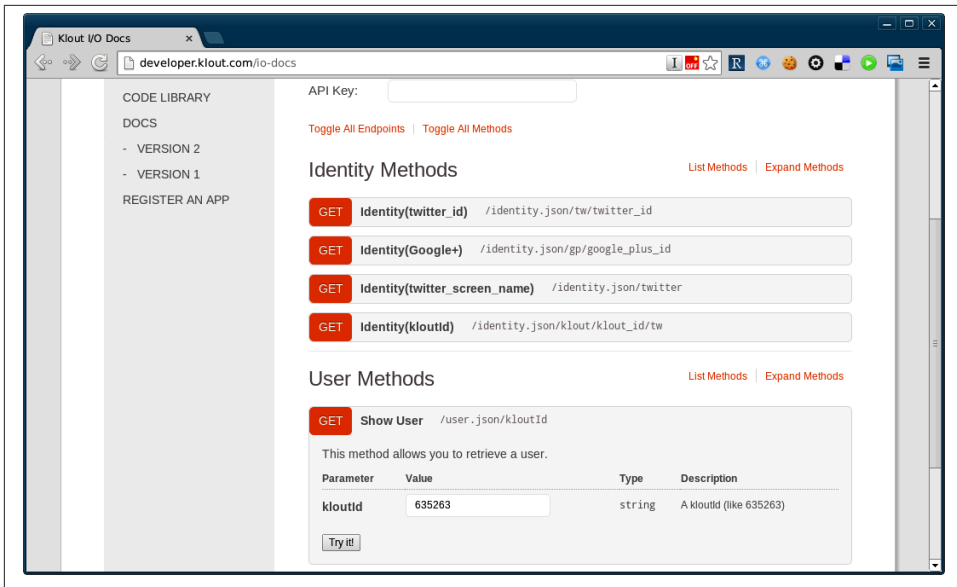 Klout I/O Docs x
developer.klout.com/io-docs
I OFF R
CODE LIBRARY
DOCS
- VERSION 2
- VERSION 1
REGISTER AN APP
API Key:
Toggle All Endpoints | Toggle All Methods
Identity Methods List Methods | Expand Methods
GET Identity(twitter_id) /identity.json/tw/twitter_id
GET Identity(Google+) /identity.json/gp/google_plus_id
GET Identity(twitter_screen_name) /identity.json/twitter
GET Identity(kloutId) /identity.json/klout/klout_id/tw
User Methods List Methods | Expand Methods
GET Show User /user.json/kloutId
This method allows you to retrieve a user.
Parameter Value Type Description
kloutId 635263 string A kloutId (like 635263)
Try it!